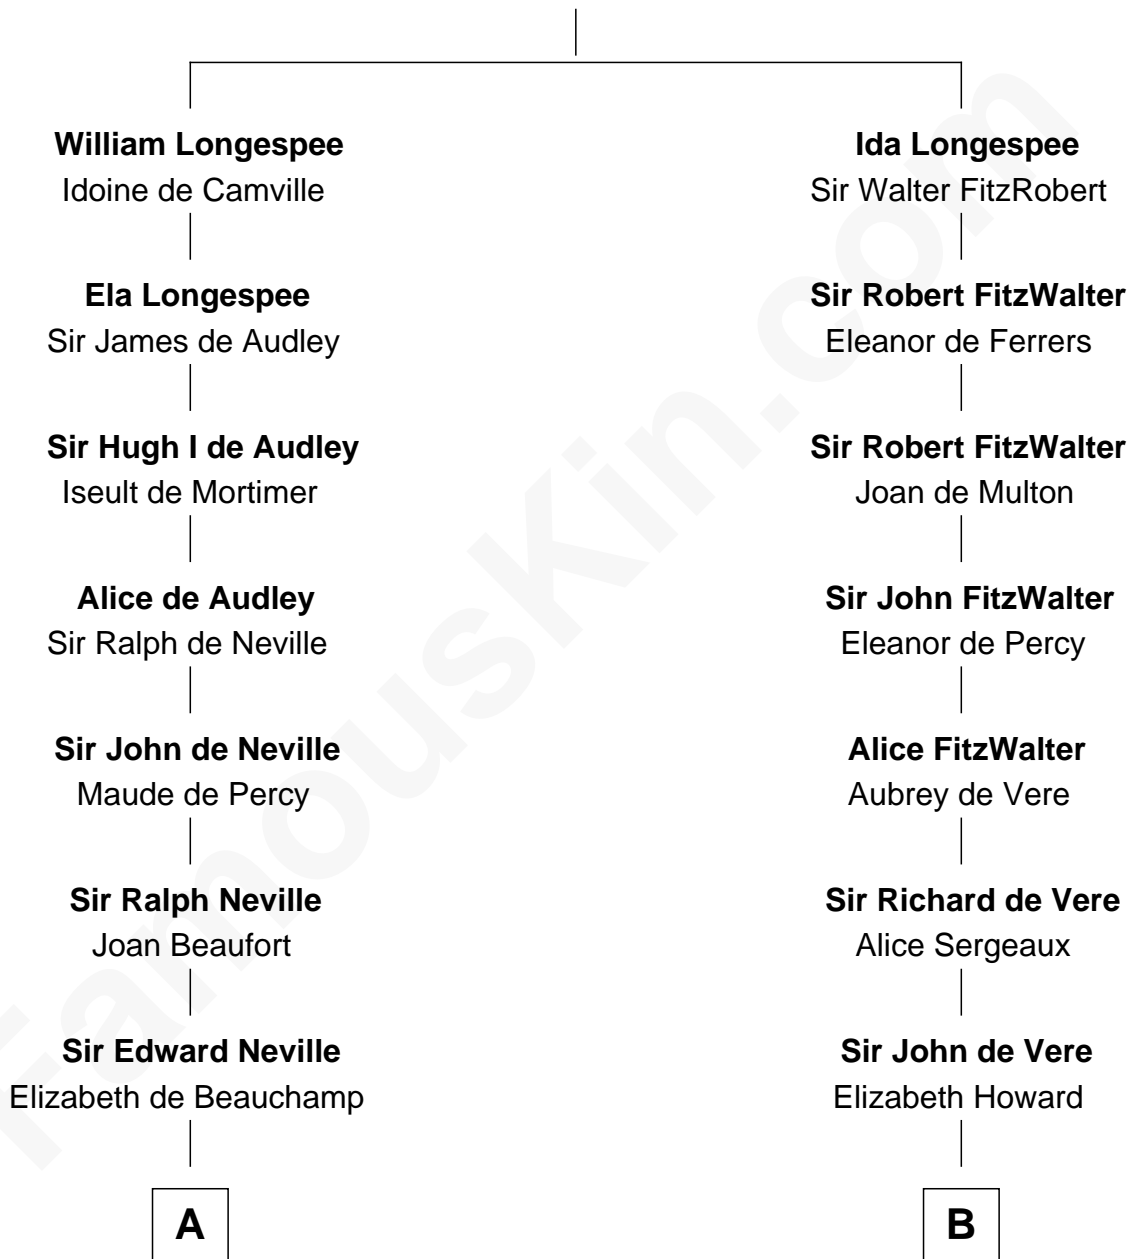 William Longespee
Idoine de Camville
Ela Longespee
Sir James de Audley
Sir Hugh I de Audley
Iseult de Mortimer
Alice de Audley
Sir Ralph de Neville
Sir John de Neville
Maude de Percy
Sir Ralph Neville
Joan Beaufort
Sir Edward Neville
Elizabeth de Beauchamp
A
Ida Longespee
Sir Walter FitzRobert
Sir Robert FitzWalter
Eleanor de Ferrers
Sir Robert FitzWalter
Joan de Multon
Sir John FitzWalter
Eleanor de Percy
Alice FitzWalter
Aubrey de Vere
Sir Richard de Vere
Alice Sergeaux
Sir John de Vere
Elizabeth Howard
B
FamousKin.com